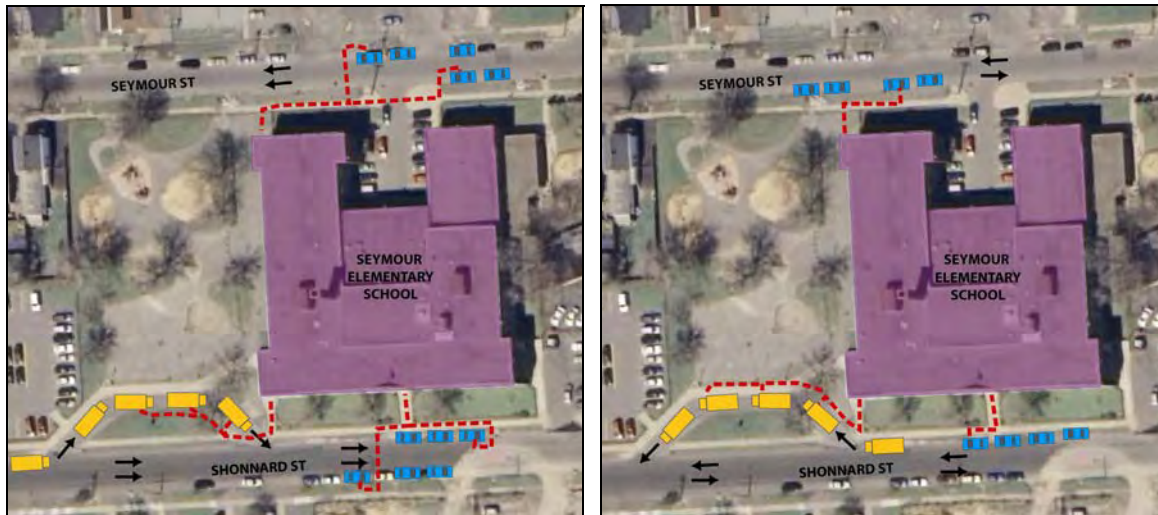 SEYMOUR ST
SEYMOUR
ELEMENTARY
SCHOOL
SHONNARD ST
SEYMOUR ST
SEYMOUR
ELEMENTARY
SCHOOL
SHONNARD ST